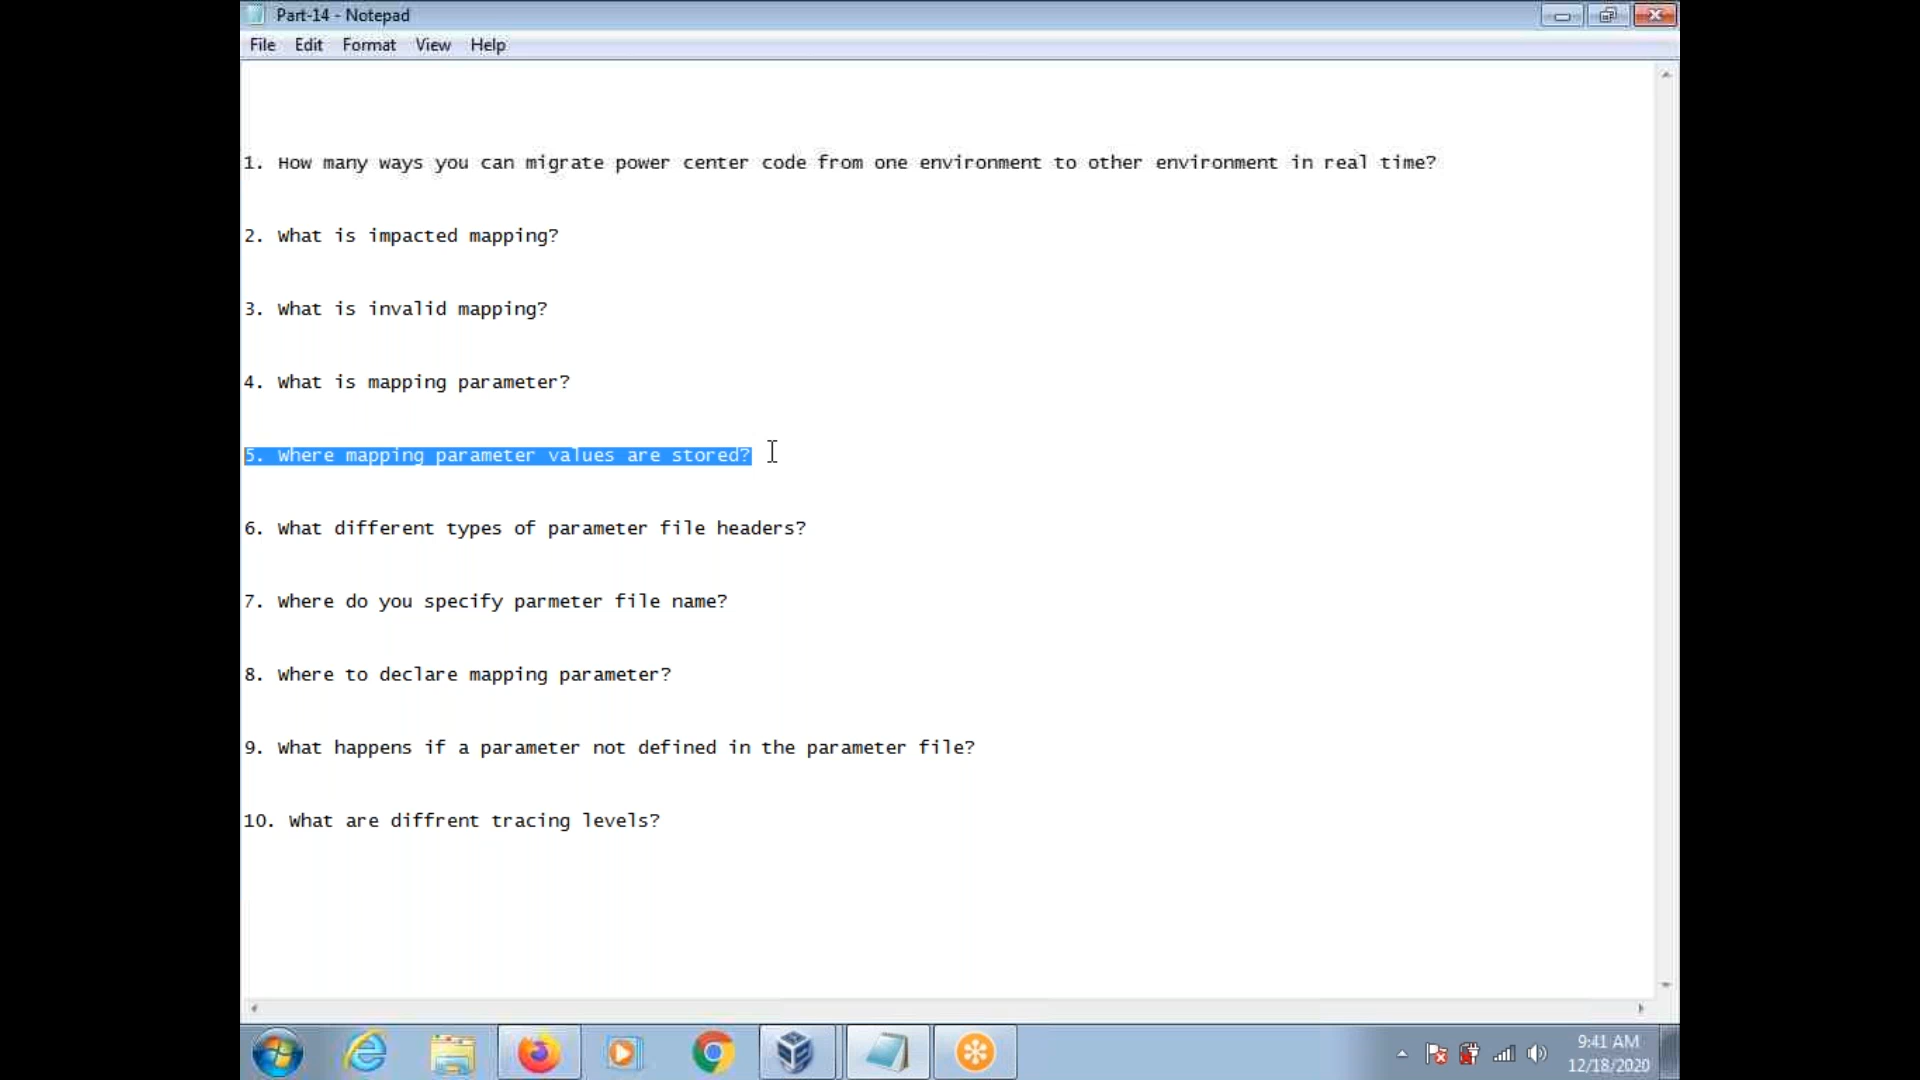 Part-14 - Notepad
File Edit Format View Help
1. How many ways you can migrate power center code from one environment to other environment in real time?
2. What is impacted mapping?
3. What is invalid mapping?
4. What is mapping parameter?
5. Where mapping parameter values are stored?
6. What different types of parameter file headers?
7. Where do you specify parmeter file name?
8. Where to declare mapping parameter?
9. What happens if a parameter not defined in the parameter file?
10. What are diffrent tracing levels?
9:41 AM
12/18/2020